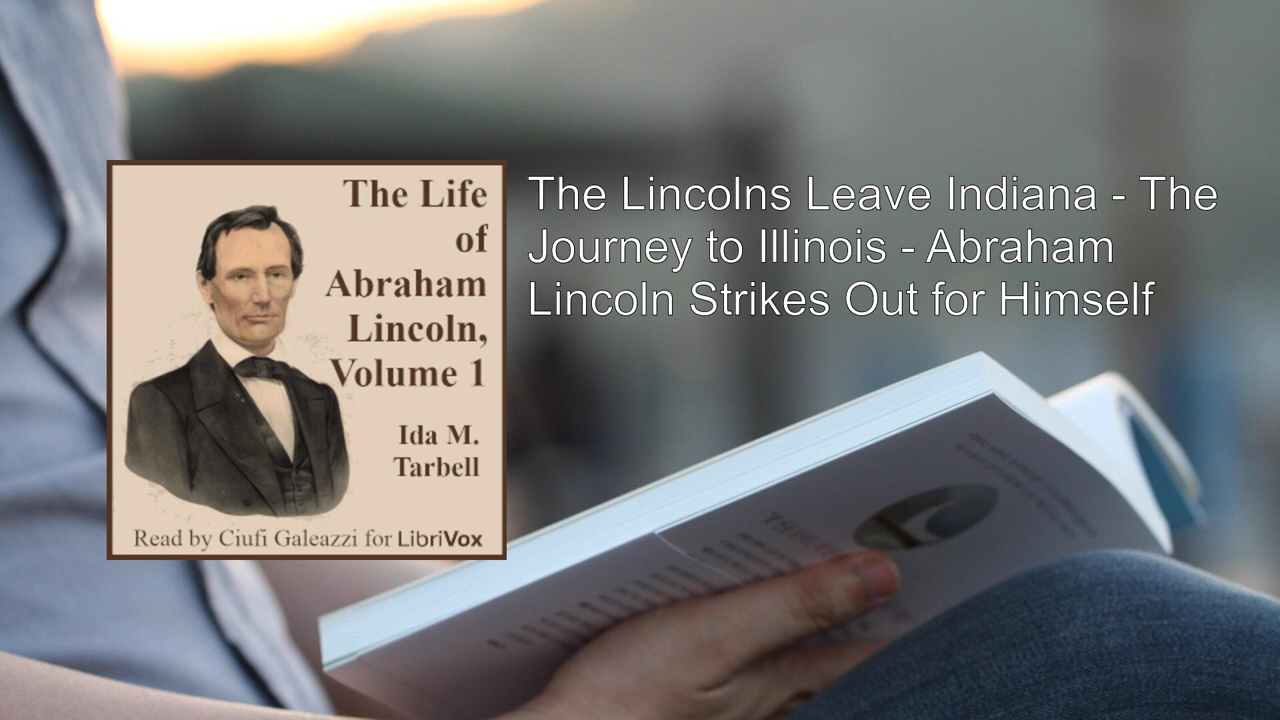 The Life
of
Abraham
Lincoln,
Volume 1
Ida M.
Tarbell
Read by Ciufi Galeazzi for LibriVox
The Lincolns Leave Indiana - The
Journey to Illinois - Abraham
Lincoln Strikes Out for Himself